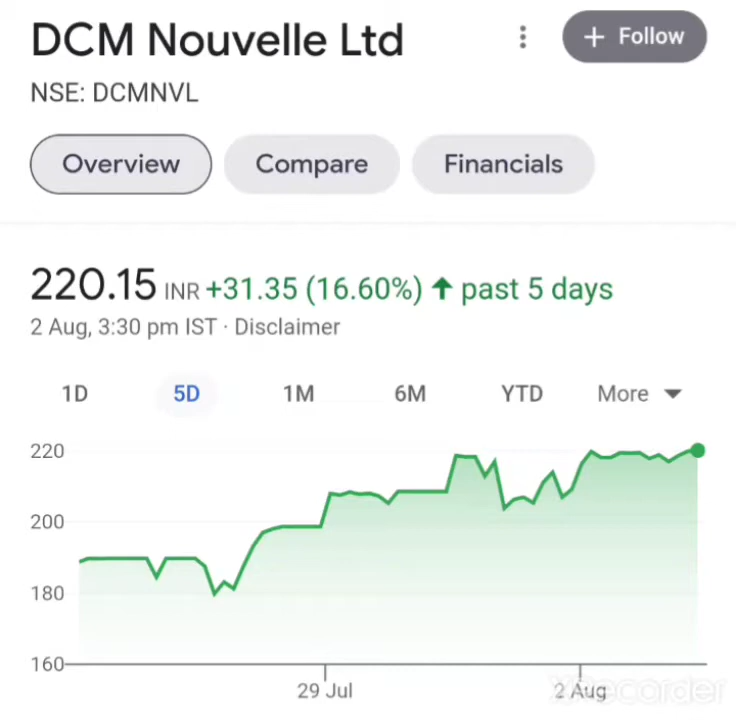 DCM Nouvelle Ltd
+ Follow
NSE: DCMNVL
Overview
Compare
Financials
220.15 INR +31.35 (16.60%) ↑ past 5 days
2 Aug, 3:30 pm IST · Disclaimer
1D 5D 1M 6M YTD More
220
200
180
160
29 Jul
2 Aug
XRecorder